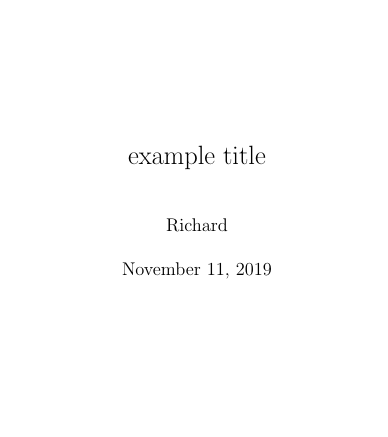 example title
Richard
November 11, 2019